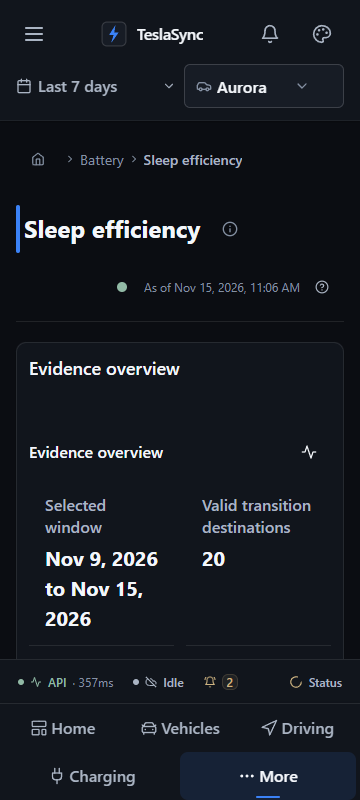 TeslaSync
Last 7 days
Aurora
Battery
Sleep efficiency
Sleep efficiency
As of Nov 15, 2026, 11:06 AM
Evidence overview
Evidence overview
Selected
window
Nov 9, 2026
to Nov 15,
2026
Valid transition
destinations
20
API · 357ms
Idle
2
Status
Home
Vehicles
Driving
Charging
More